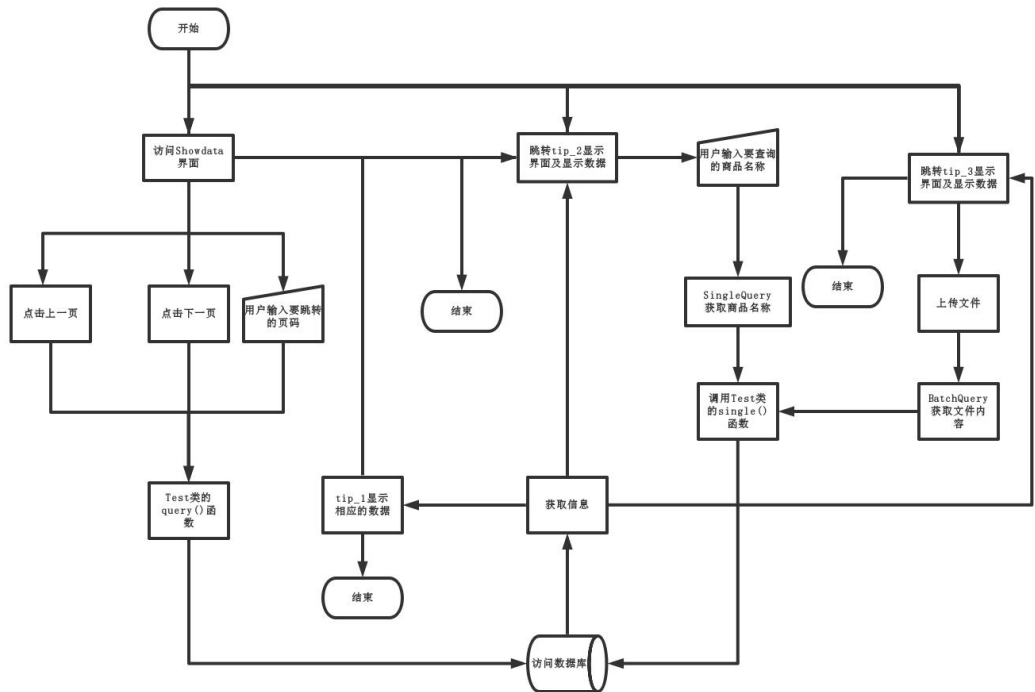 开始
访问Showdata
界面
跳转tip_2显示
界面及显示数据
用户输入要查询
的商品名称
跳转tip_3显示
界面及显示数据
点击上一页
点击下一页
用户输入要跳转
的页码
结束
SingleQuery
获取商品名称
结束
上传文件
调用Test类
的single()
函数
BatchQuery
获取文件内
容
Test类的
query()函
数
tip_1显示
相应的数据
获取信息
结束
访问数据库